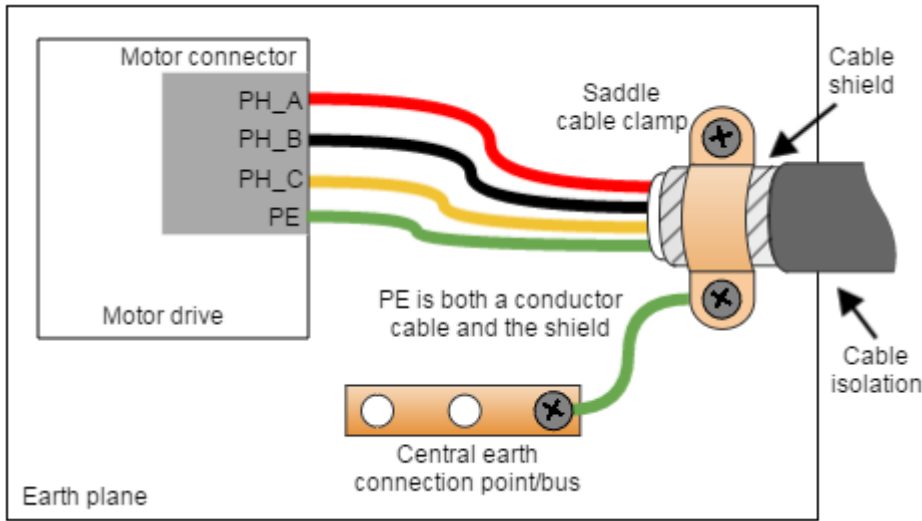 Motor connector
PH_A
PH_B
PH_C
PE
Motor drive
Saddle
cable clamp
Cable
shield
PE is both a conductor
cable and the shield
Cable
isolation
Central earth
connection point/bus
Earth plane